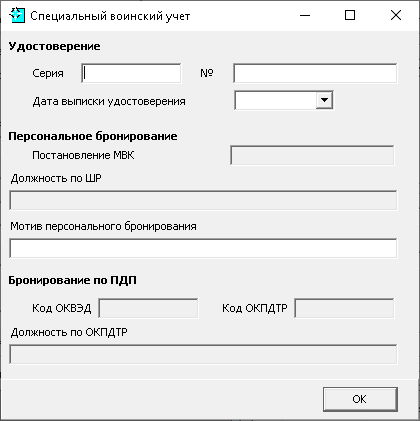 Специальный воинский учет
Удостоверение
Серия №
Дата выписки удостоверения
Персональное бронирование
Постановление МВК
Должность по ШР
Мотив персонального бронирования
Бронирование по ПДП
Код ОКВЭД Код ОКПДТР
Должность по ОКПДТР
OK